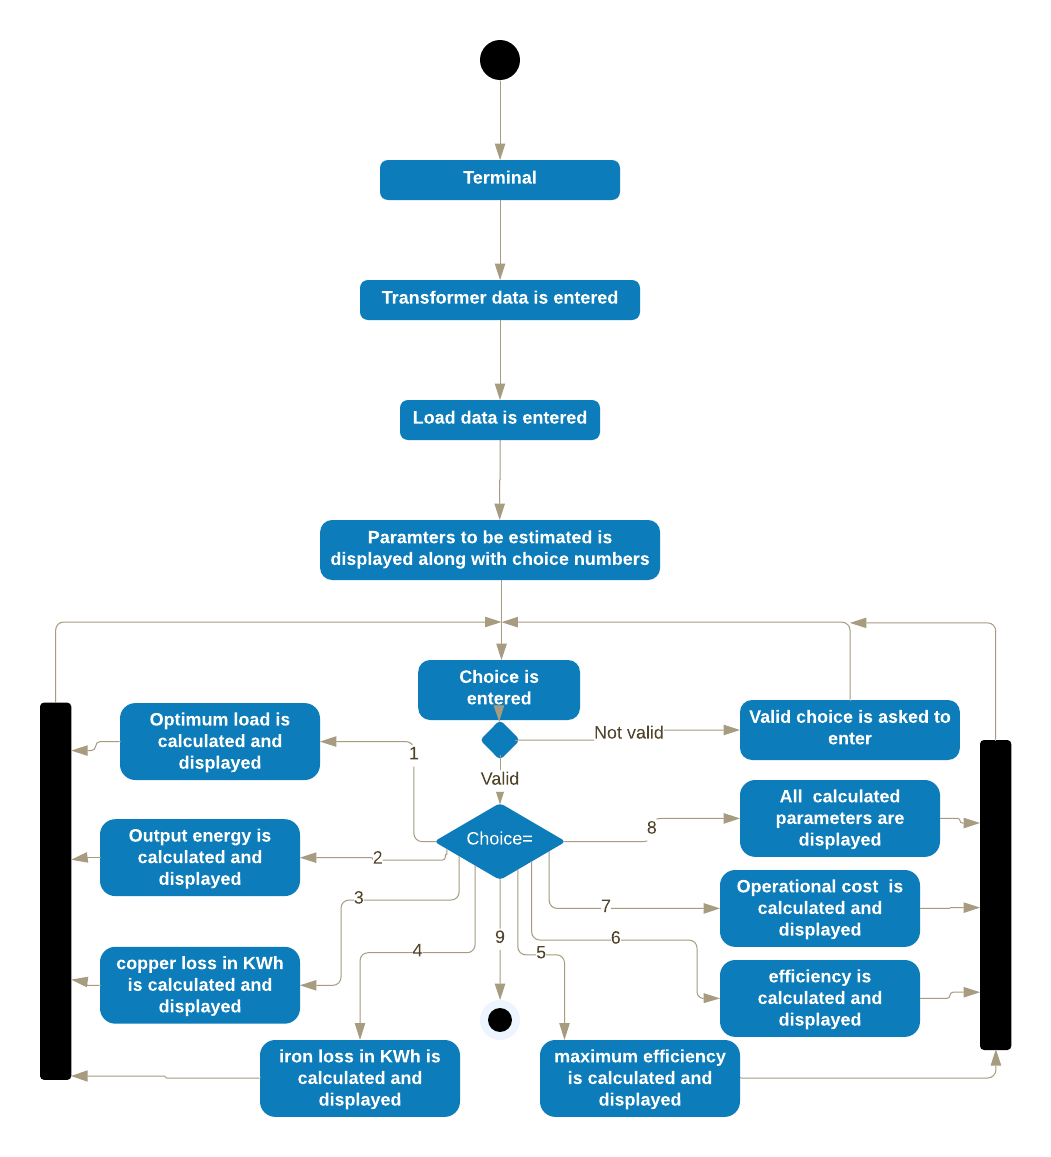 Terminal
Transformer data is entered
Load data is entered
Paramters to be estimated is
displayed along with choice numbers
Choice is
entered
Not valid
Valid choice is asked to
enter
Valid
Choice=
1
Optimum load is
calculated and
displayed
2
Output energy is
calculated and
displayed
3
copper loss in KWh
is calculated and
displayed
4
iron loss in KWh is
calculated and
displayed
9
5
maximum efficiency
is calculated and
displayed
6
efficiency is
calculated and
displayed
7
Operational cost  is
calculated and
displayed
8
All  calculated
parameters are
displayed